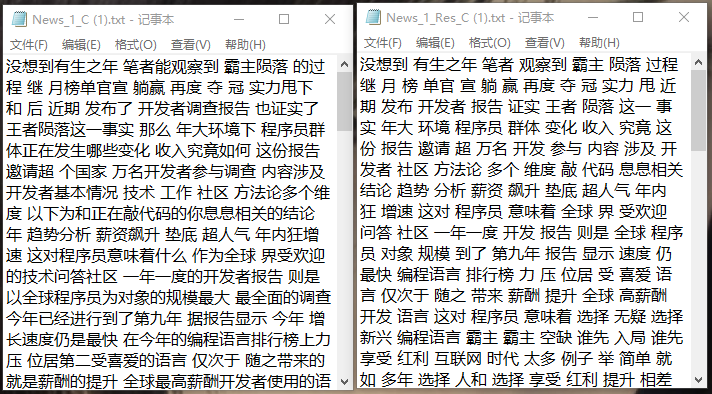 News_1_C (1).txt - 记事本
文件(F) 编辑(E) 格式(O) 查看(V) 帮助(H)
没想到有生之年 笔者能观察到 霸主陨落 的过
程 继 月榜单官宣 躺赢 再度 夺 冠 实力甩下
和 后 近期 发布了 开发者调查报告 也证实了
王者陨落这一事实 那么 年大环境下 程序员群
体正在发生哪些变化 收入究竟如何 这份报告
邀请超 个国家 万名开发者参与调查 内容涉及
开发者基本情况 技术 工作 社区 方法论多个维
度 以下为和正在敲代码的你息息相关的结论
年 趋势分析 薪资飙升 垫底 超人气 年内狂增
速 这对程序员意味着什么 作为全球 界受欢迎
的技术问答社区 一年一度的开发者报告 则是
以全球程序员为对象的规模最大 最全面的调查
今年已经进行到了第九年 据报告显示 今年 增
长速度仍是最快 在今年的编程语言排行榜上力
压 位居第二受喜爱的语言 仅次于 随之带来的
就是薪酬的提升 全球最高薪酬开发者使用的语
News_1_Res_C (1).txt - 记事本
文件(F) 编辑(E) 格式(O) 查看(V) 帮助(H)
没想到 有生之年 笔者 观察到 霸主 陨落 过程
继 月 榜 单官 宣 躺 赢 再度 夺 冠 实力 甩 近
期 发布 开发者 报告 证实 王者 陨落 这一 事
实 年大 环境 程序员 群体 变化 收入 究竟 这
份 报告 邀请 超 万名 开发 参与 内容 涉及 开
发者 社区 方法论 多个 维度 敲 代码 息息相关
结论 趋势 分析 薪资 飙升 垫底 超人气 年内
狂 增速 这对 程序员 意味着 全球 界 受欢迎
问答 社区 一年一度 开发 报告 则是 全球 程序
员 对象 规模 到了 第九年 报告 显示 速度 仍
最快 编程语言 排行榜 力 压 位居 受 喜爱 语
言 仅次于 随之 带来 薪酬 提升 全球 高薪酬
开发 语言 这对 程序员 意味着 选择 无疑 选择
新兴 编程语言 霸主 霸主 空缺 谁先 入局 谁先
享受 红利 互联网 时代 太多 例子 举 简单 就
如 多年 选择 人和 选择 享受 红利 提升 相差